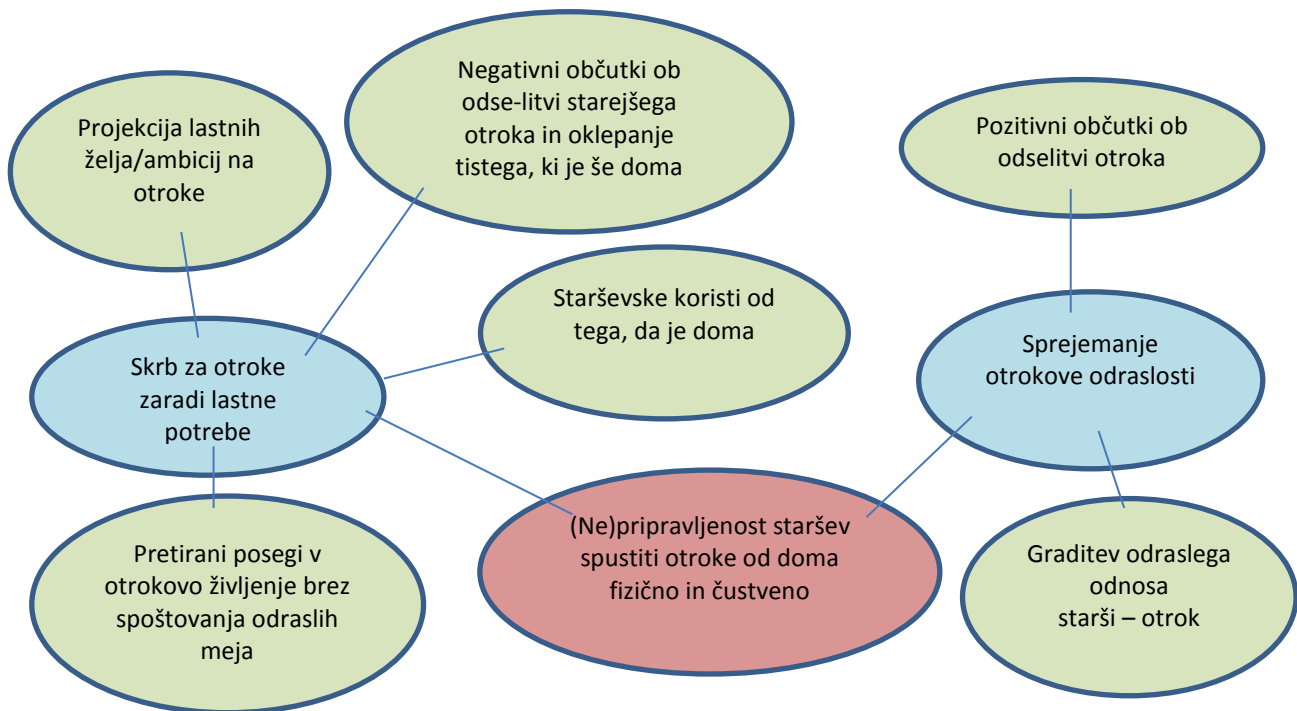 Negativni občutki ob
odse-litvi starejšega
otroka in oklepanje
tistega, ki je še doma
Projekcija lastnih
želja/ambicij na
otroke
Pozitivni občutki ob
odselitvi otroka
Starševske koristi od
tega, da je doma
Skrb za otroke
zaradi lastne
potrebe
Sprejemanje
otrokove odraslosti
(Ne)pripravljenost staršev
spustiti otroke od doma
fizično in čustveno
Pretirani posegi v
otrokovo življenje brez
spoštovanja odraslih
meja
Graditev odraslega
odnosa
starši – otrok